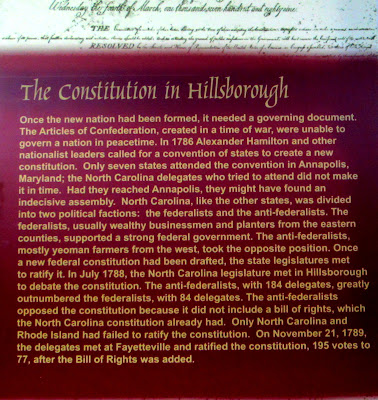 Wednesday the fourth of March, one thousand seven hundred and eighty nine.
THE
RESOLVED
The Constitution in Hillsborough
Once the new nation had been formed, it needed a governing document.
The Articles of Confederation, created in a time of war, were unable to
govern a nation in peacetime. In 1786 Alexander Hamilton and other
nationalist leaders called for a convention of states to create a new
constitution. Only seven states attended the convention in Annapolis,
Maryland; the North Carolina delegates who tried to attend did not make
it in time. Had they reached Annapolis, they might have found an
indecisive assembly. North Carolina, like the other states, was divided
into two political factions: the federalists and the anti-federalists. The
federalists, usually wealthy businessmen and planters from the eastern
counties, supported a strong federal government. The anti-federalists,
mostly yeoman farmers from the west, took the opposite position. Once
a new federal constitution had been drafted, the state legislatures met
to ratify it. In July 1788, the North Carolina legislature met in Hillsborough
to debate the constitution. The anti-federalists, with 184 delegates, greatly
outnumbered the federalists, with 84 delegates. The anti-federalists
opposed the constitution because it did not include a bill of rights, which
the North Carolina constitution already had. Only North Carolina and
Rhode Island had failed to ratify the constitution. On November 21, 1789,
the delegates met at Fayetteville and ratified the constitution, 195 votes to
77, after the Bill of Rights was added.